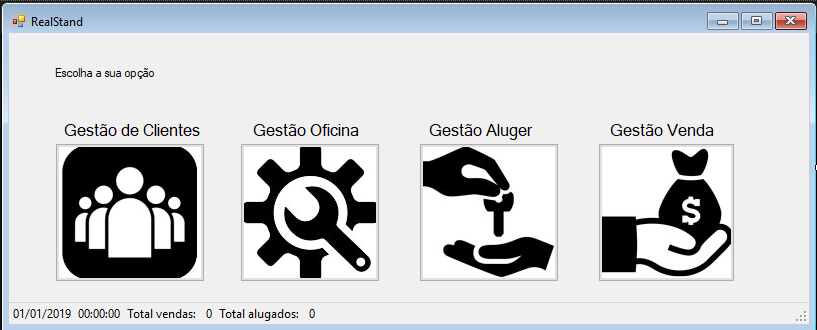 RealStand
Escolha a sua opção
Gestão de Clientes
Gestão Oficina
Gestão Aluger
Gestão Venda
$
01/01/2019 00:00:00 Total vendas: 0 Total alugados: 0